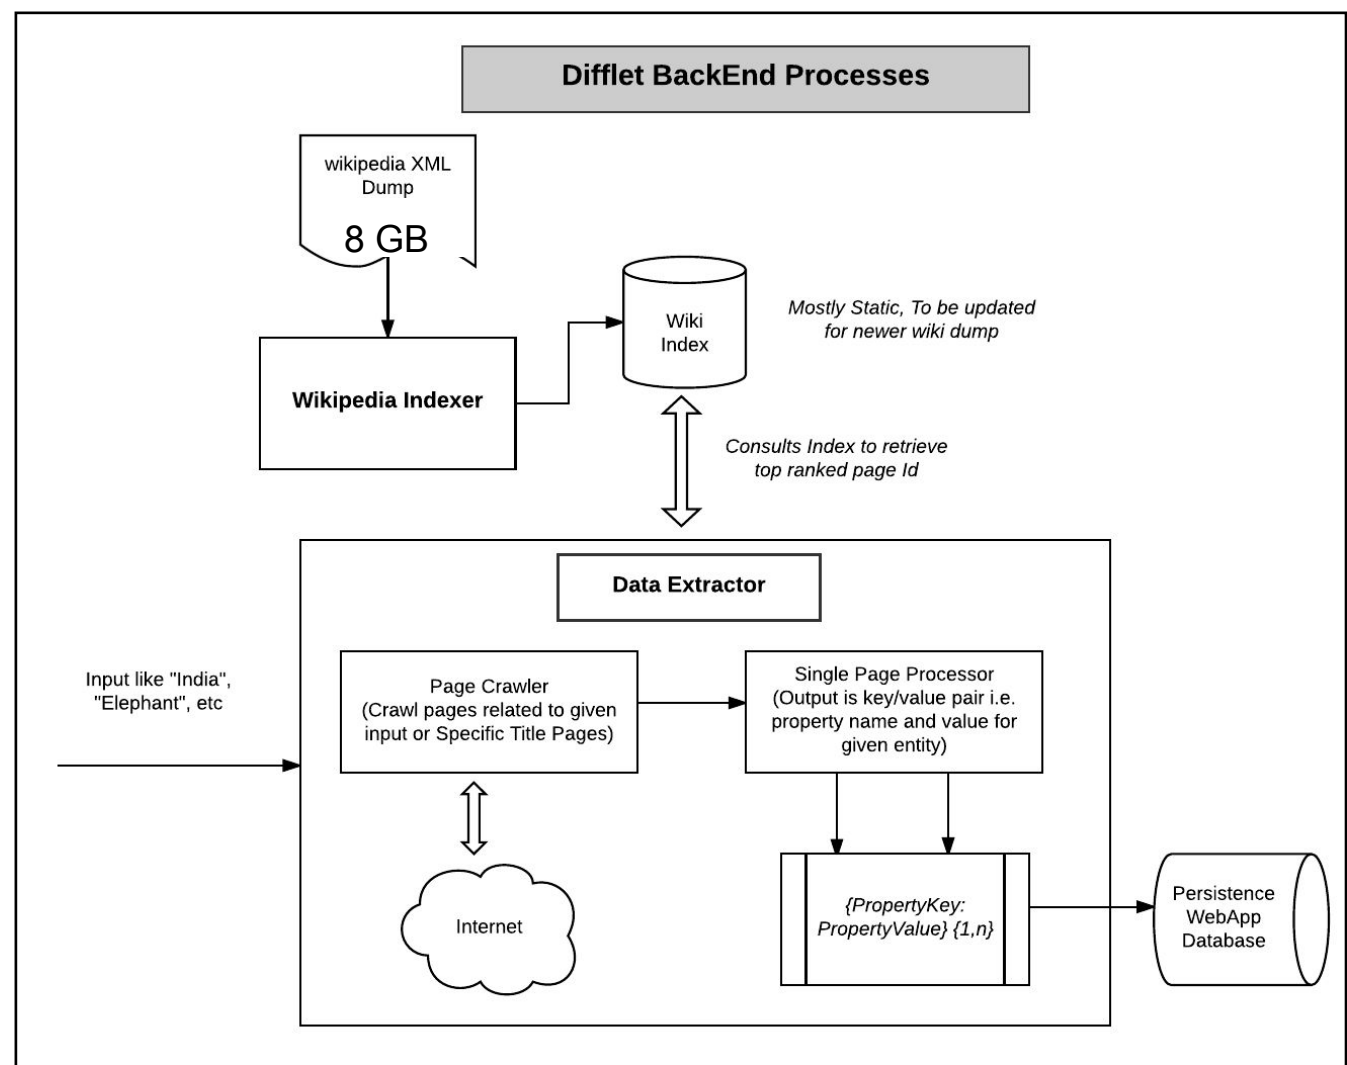 Difflet BackEnd Processes
wikipedia XML
Dump
8 GB
Wiki
Index
Mostly Static, To be updated
for newer wiki dump
Wikipedia Indexer
Consults Index to retrieve
top ranked page Id
Data Extractor
Input like "India",
"Elephant", etc
Page Crawler
(Crawl pages related to given
input or Specific Title Pages)
Single Page Processor
(Output is key/value pair i.e.
property name and value for
given entity)
Internet
{PropertyKey:
PropertyValue} {1,n}
Persistence
WebApp
Database